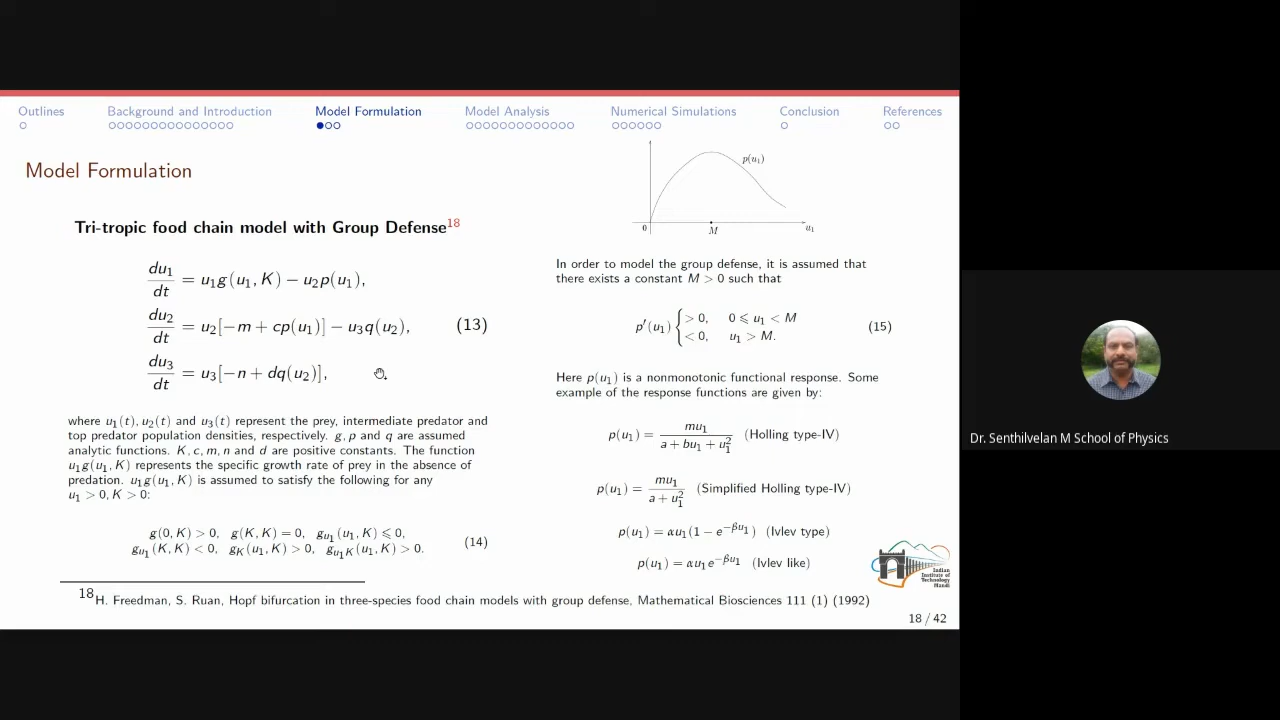 Outlines Background and Introduction Model Formulation Model Analysis Numerical Simulations Conclusion References
Model Formulation
Tri-tropic food chain model with Group Defense18
du1/dt = u1g(u1, K) − u2p(u1),
du2/dt = u2[−m + cp(u1)] − u3q(u2), (13)
du3/dt = u3[−n + dq(u2)],
where u1(t), u2(t) and u3(t) represent the prey, intermediate predator and
top predator population densities, respectively. g, p and q are assumed
analytic functions. K, c, m, n and d are positive constants. The function
u1g(u1, K) represents the specific growth rate of prey in the absence of
predation. u1g(u1, K) is assumed to satisfy the following for any
u1 > 0, K > 0:
g(0, K) > 0, g(K, K) = 0, gu1(u1, K) ⩽ 0,
gu1(K, K) < 0, gK(u1, K) > 0, gu1K(u1, K) > 0. (14)
p(u1)
0 M u1
In order to model the group defense, it is assumed that
there exists a constant M > 0 such that
p′(u1) { > 0, 0 ⩽ u1 < M
< 0, u1 > M. (15)
Here p(u1) is a nonmonotonic functional response. Some
example of the response functions are given by:
p(u1) = mu1/(a + bu1 + u1²) (Holling type-IV)
p(u1) = mu1/(a + u1²) (Simplified Holling type-IV)
p(u1) = αu1(1 − e^−βu1) (Ivlev type)
p(u1) = αu1e^−βu1 (Ivlev like)
Indian
Institute of
Technology
Mandi
18 H. Freedman, S. Ruan, Hopf bifurcation in three-species food chain models with group defense, Mathematical Biosciences 111 (1) (1992)
18 / 42
Dr. Senthilvelan M School of Physics